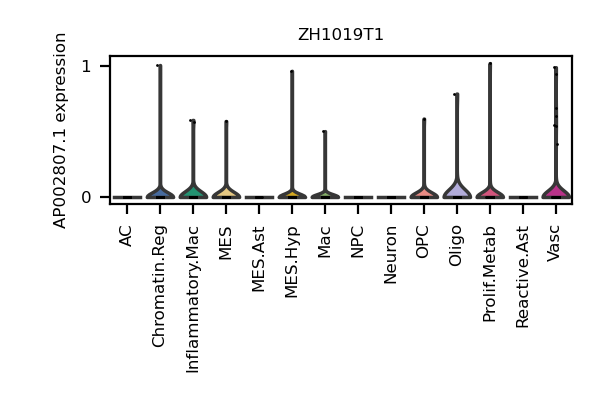 ZH1019T1
AP002807.1 expression
1
0
AC
Chromatin.Reg
Inflammatory.Mac
MES
MES.Ast
MES.Hyp
Mac
NPC
Neuron
OPC
Oligo
Prolif.Metab
Reactive.Ast
Vasc